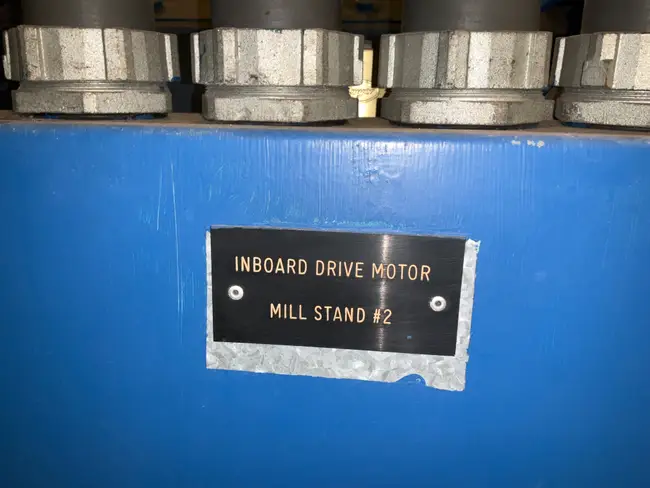 INBOARD DRIVE MOTOR
MILL STAND #2